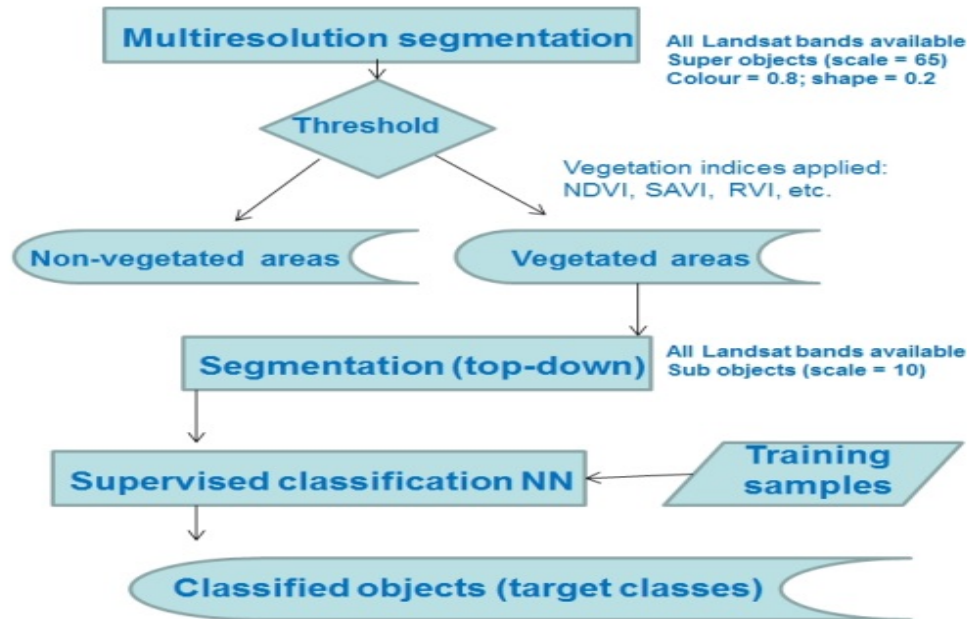 Multiresolution segmentation
All Landsat bands available
Super objects (scale = 65)
Colour = 0.8; shape = 0.2
Threshold
Vegetation indices applied:
NDVI, SAVI, RVI, etc.
Non-vegetated areas
Vegetated areas
Segmentation (top-down)
All Landsat bands available
Sub objects (scale = 10)
Supervised classification NN
Training
samples
Classified objects (target classes)